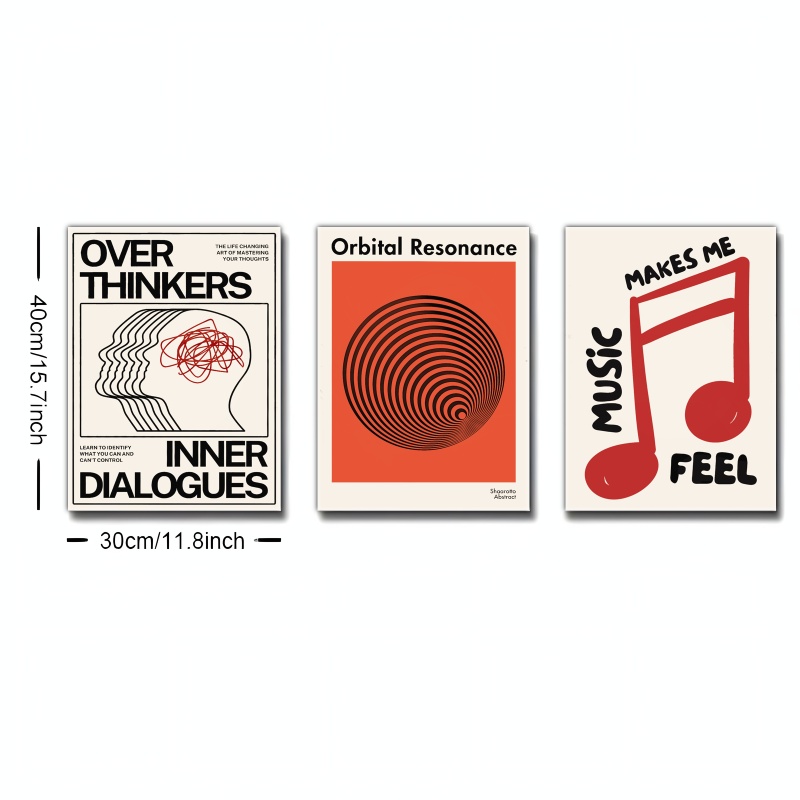 40cm/15.7inch
30cm/11.8inch
OVER
THINKERS
THE LIFE CHANGING
ART OF MASTERING
YOUR THOUGHTS
LEARN TO IDENTIFY
WHAT YOU CAN AND
CAN'T CONTROL
INNER
DIALOGUES
Orbital Resonance
Shaaratto
Abstract
MUSiC
MAKES ME
FEEL